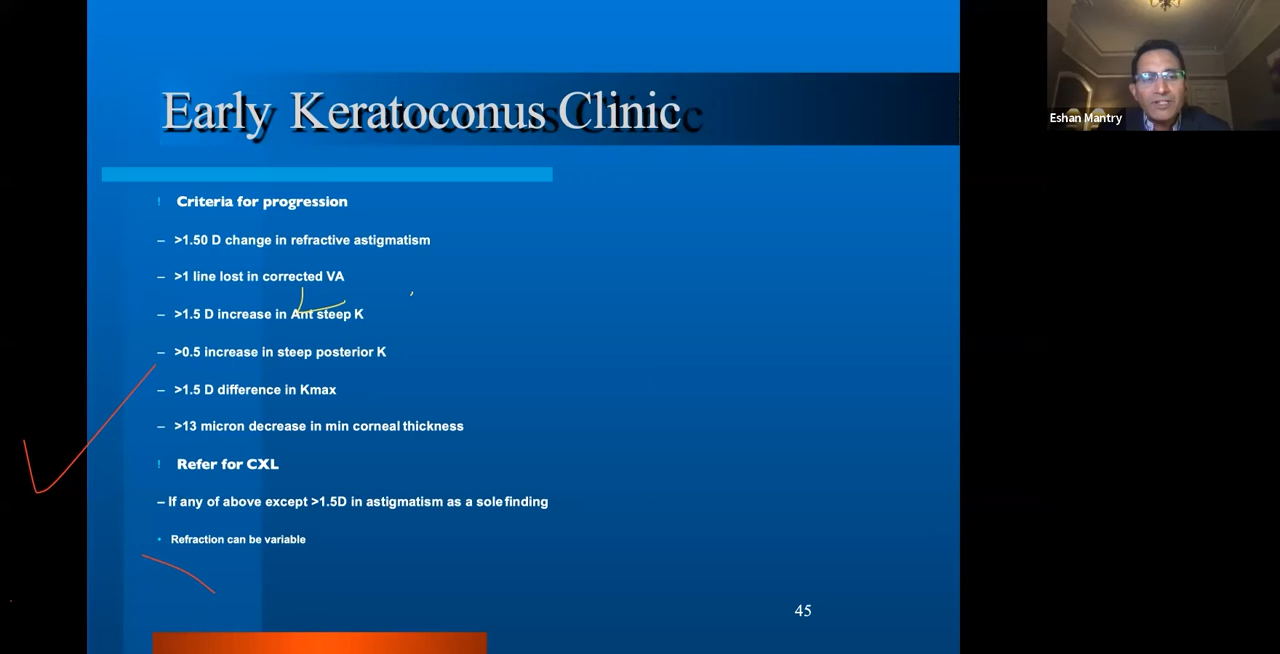 Early Keratoconus Clinic
Eshan Mantry
! Criteria for progression
– >1.50 D change in refractive astigmatism
– >1 line lost in corrected VA
– >1.5 D increase in Ant steep K
– >0.5 increase in steep posterior K
– >1.5 D difference in Kmax
– >13 micron decrease in min corneal thickness
! Refer for CXL
– If any of above except >1.5D in astigmatism as a sole finding
• Refraction can be variable
45